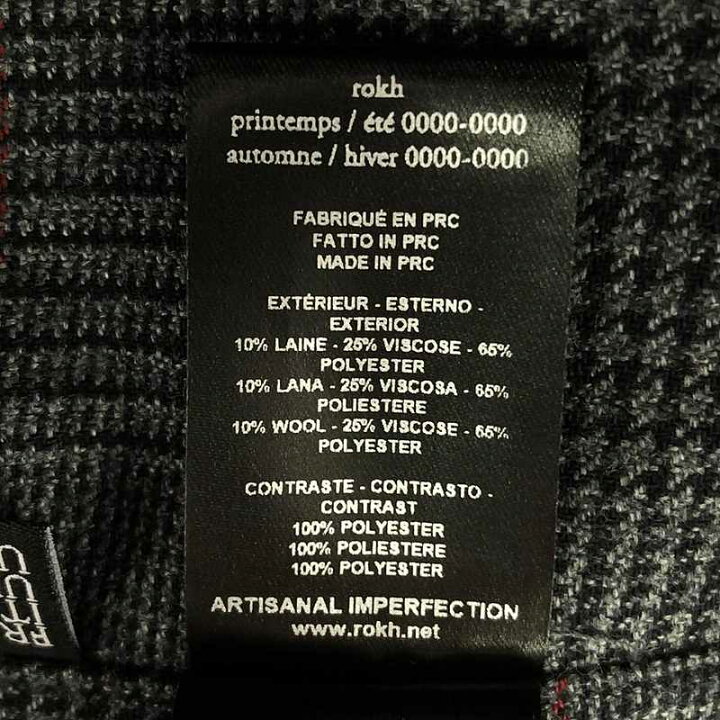 rokh
printemps / été 0000-0000
automne / hiver 0000-0000
FABRIQUÉ EN PRC
FATTO IN PRC
MADE IN PRC
EXTÉRIEUR - ESTERNO -
EXTERIOR
10% LAINE - 25% VISCOSE - 65%
POLYESTER
10% LANA - 25% VISCOSA - 65%
POLIESTERE
10% WOOL - 25% VISCOSE - 65%
POLYESTER
CONTRASTE - CONTRASTO -
CONTRAST
100% POLYESTER
100% POLIESTERE
100% POLYESTER
ARTISANAL IMPERFECTION
www.rokh.net